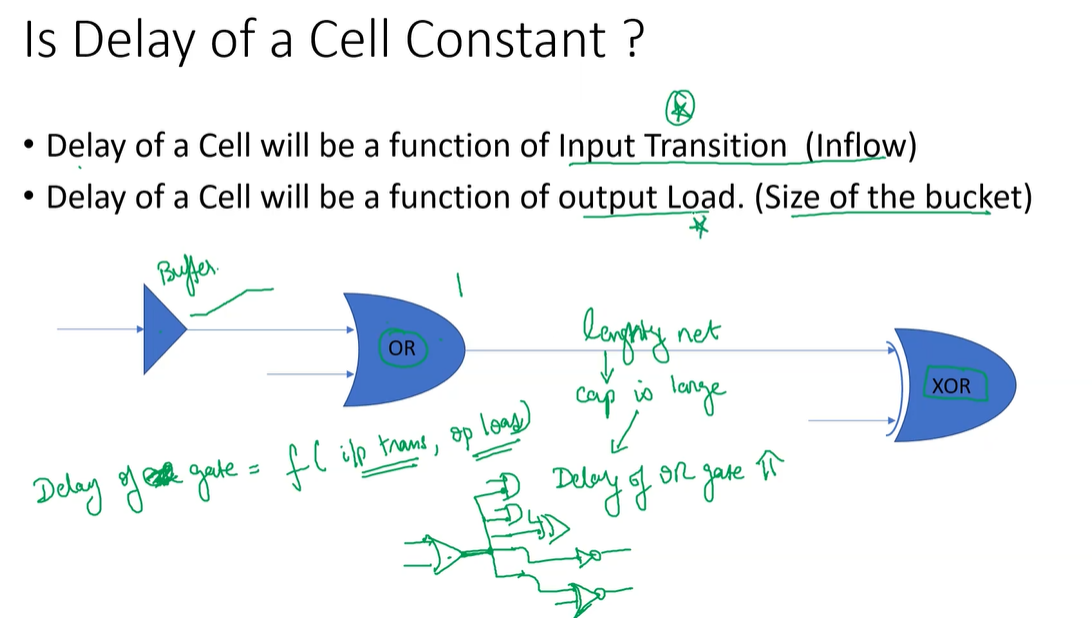 Is Delay of a Cell Constant ?
• Delay of a Cell will be a function of Input Transition (Inflow)
• Delay of a Cell will be a function of output Load. (Size of the bucket)
Buffer.
OR
lenghty net
cap is large
XOR
Delay of gate = f( i/p trans, op load)
Delay of OR gate ⇑